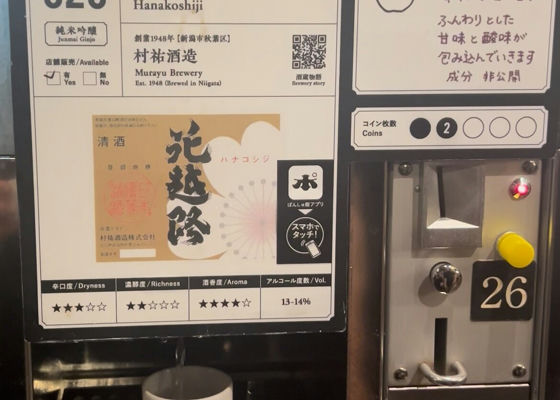 026
Hanakoshiji
純米吟醸
Junmai Ginjo
創業1948年【新潟市秋葉区】
村祐酒造
Murayu Brewery
Est. 1948 (Brewed in Niigata)
酒蔵物語
Brewery story
店舗販売/Available
有 Yes
無 No
清酒
花越路
ハナコシジ
村祐酒造株式会社
ぽんしゅ館アプリ
スマホで
タッチ!
辛口度/Dryness
濃醇度/Richness
酒香度/Aroma
アルコール度数/Vol.
★★★☆☆
★★☆☆☆
★★★★☆
13-14%
ふんわりとした
甘味と酸味が
包み込んでいきます
成分 非公開
コイン枚数
Coins
2
26